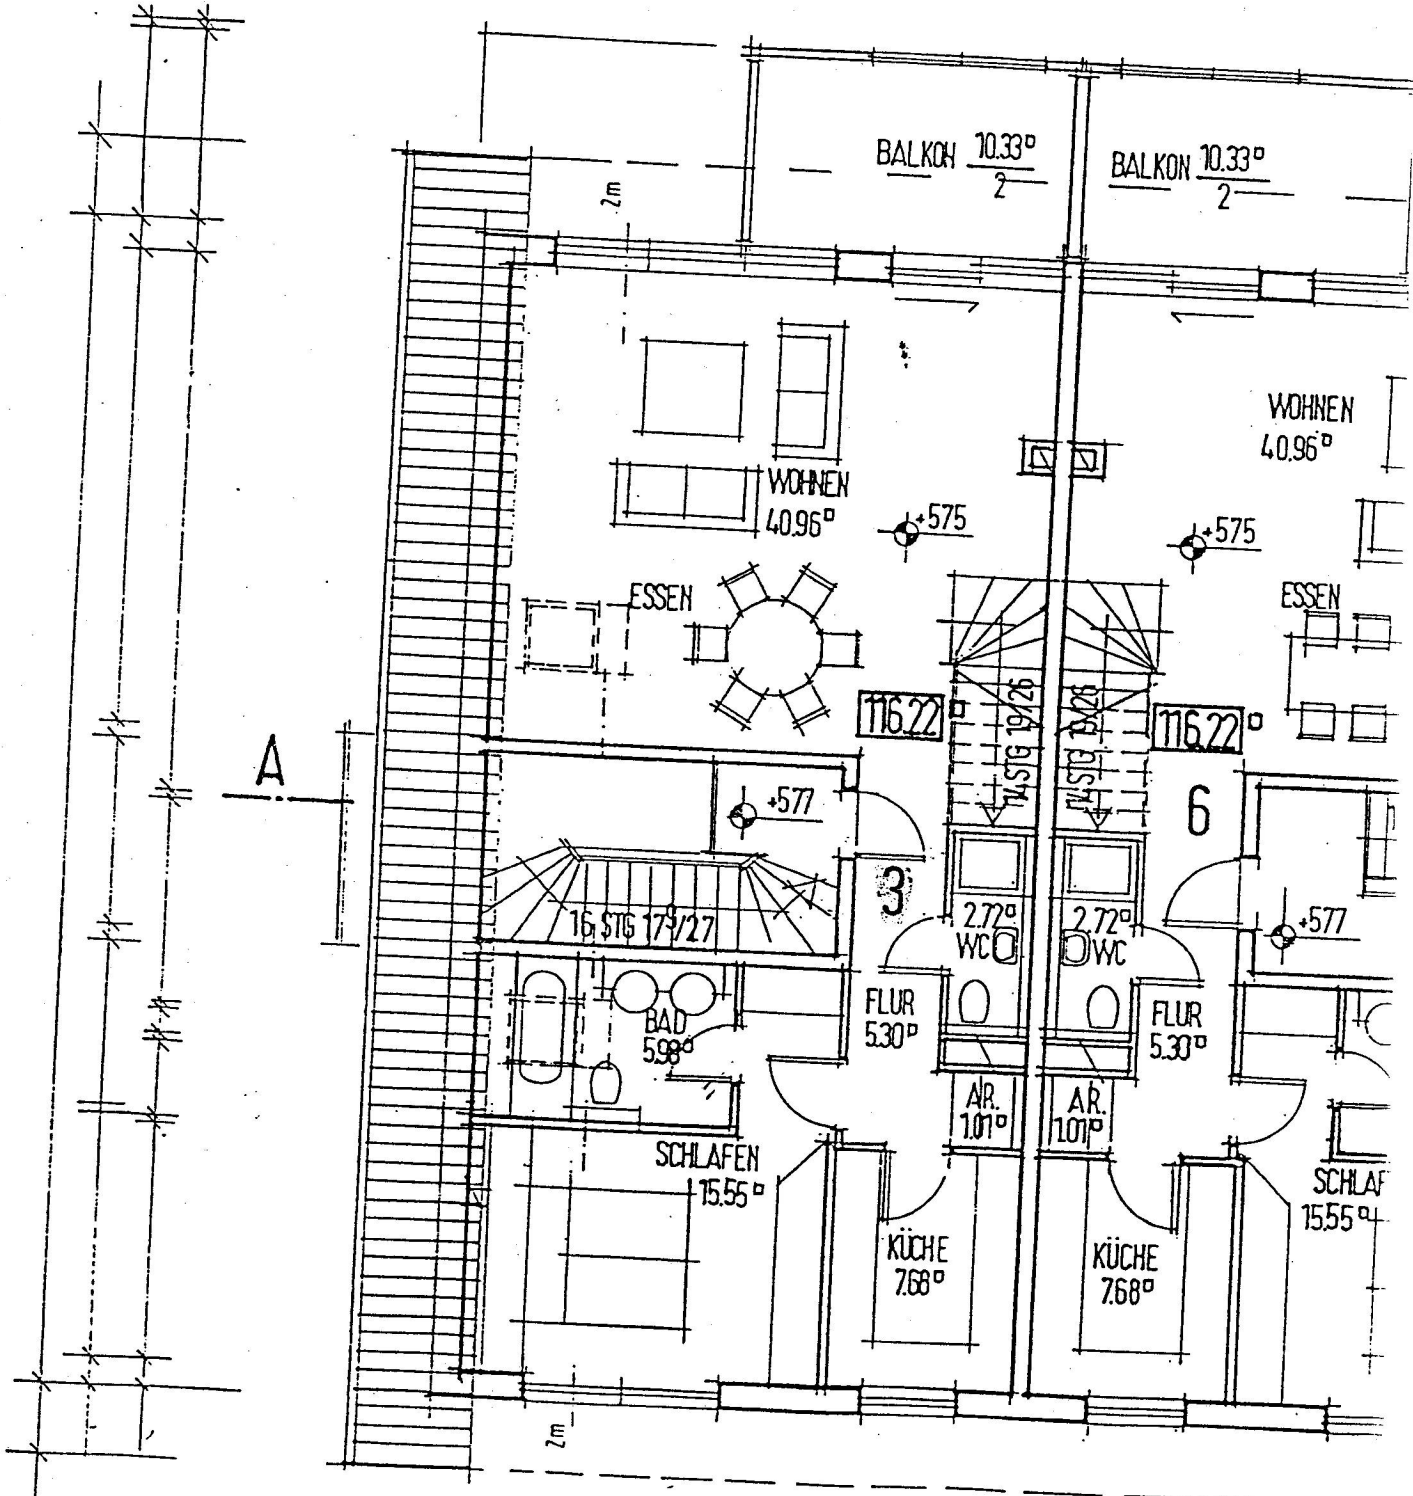 BALKON 10.33□
2
BALKON 10.33□
2
2m
WOHNEN
40.96□
WOHNEN
40.96□
+575
+575
ESSEN
ESSEN
14 STG 19/26
14 STG 19/26
116.22□
116.22□
A
+577
6
3
16 STG 17⁹/27
2.72□
WC
2.72□
WC
+577
BAD
5.98□
FLUR
5.30□
FLUR
5.30□
AR.
1.01□
AR.
1.01□
SCHLAFEN
15.55□
SCHLAF
15.55□
KÜCHE
7.68□
KÜCHE
7.68□
2m